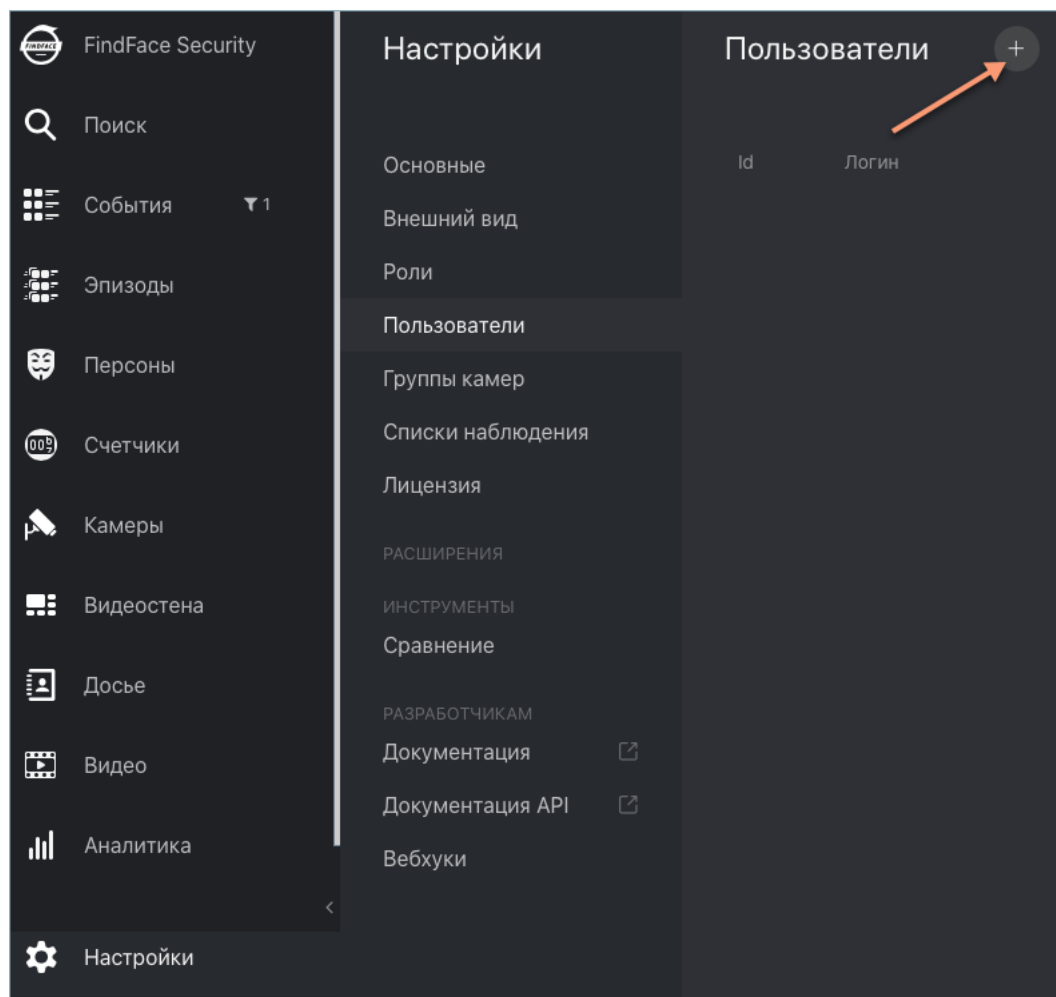 FINDFACE
FindFace Security
Поиск
События 1
Эпизоды
Персоны
Счетчики
Камеры
Видеостена
Досье
Видео
Аналитика
<
Настройки
Настройки
Основные
Внешний вид
Роли
Пользователи
Группы камер
Списки наблюдения
Лицензия
РАСШИРЕНИЯ
ИНСТРУМЕНТЫ
Сравнение
РАЗРАБОТЧИКАМ
Документация
Документация API
Вебхуки
Пользователи +
Id Логин